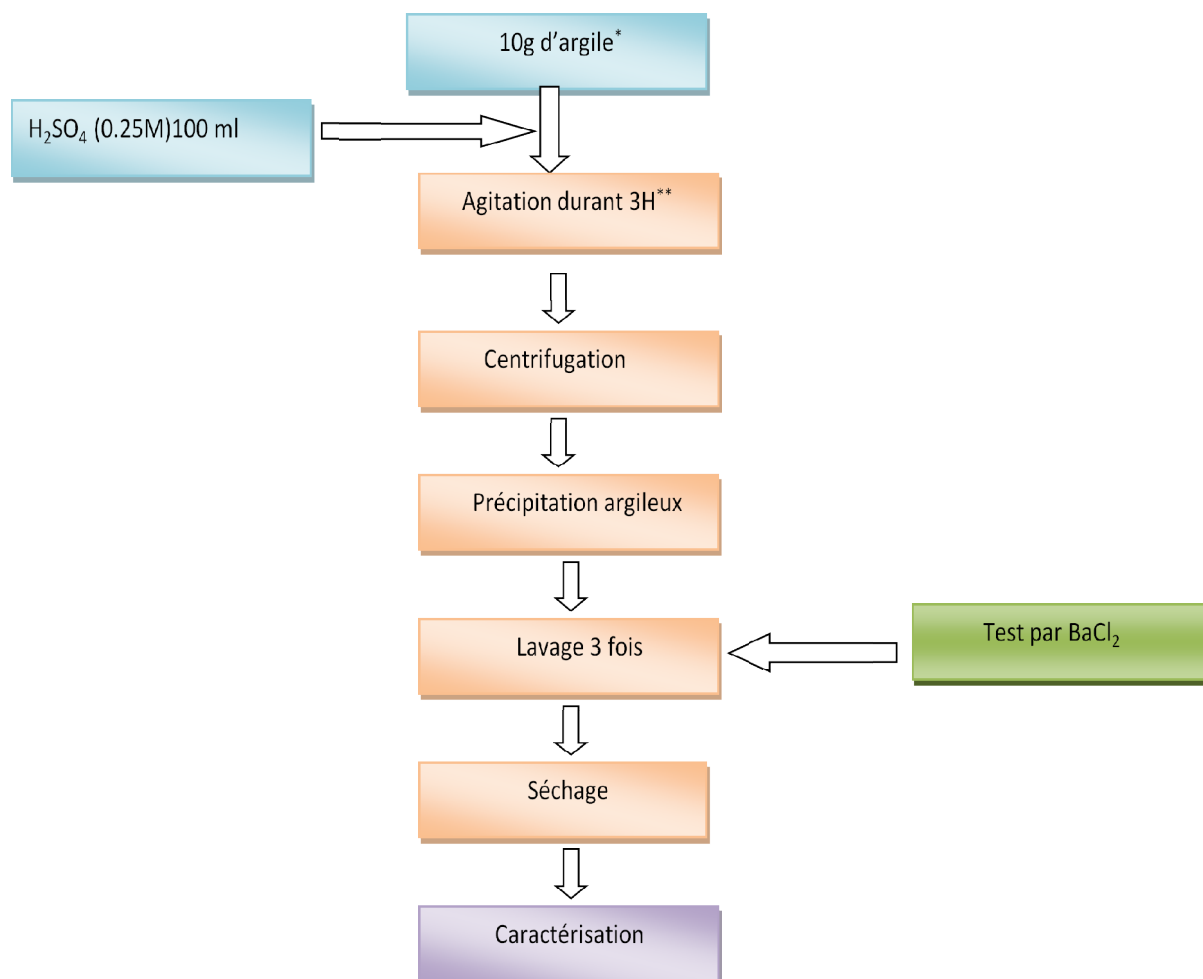 10g d’argile*
H₂SO₄ (0.25M)100 ml
Agitation durant 3H**
Centrifugation
Précipitation argileux
Lavage 3 fois
Test par BaCl₂
Séchage
Caractérisation